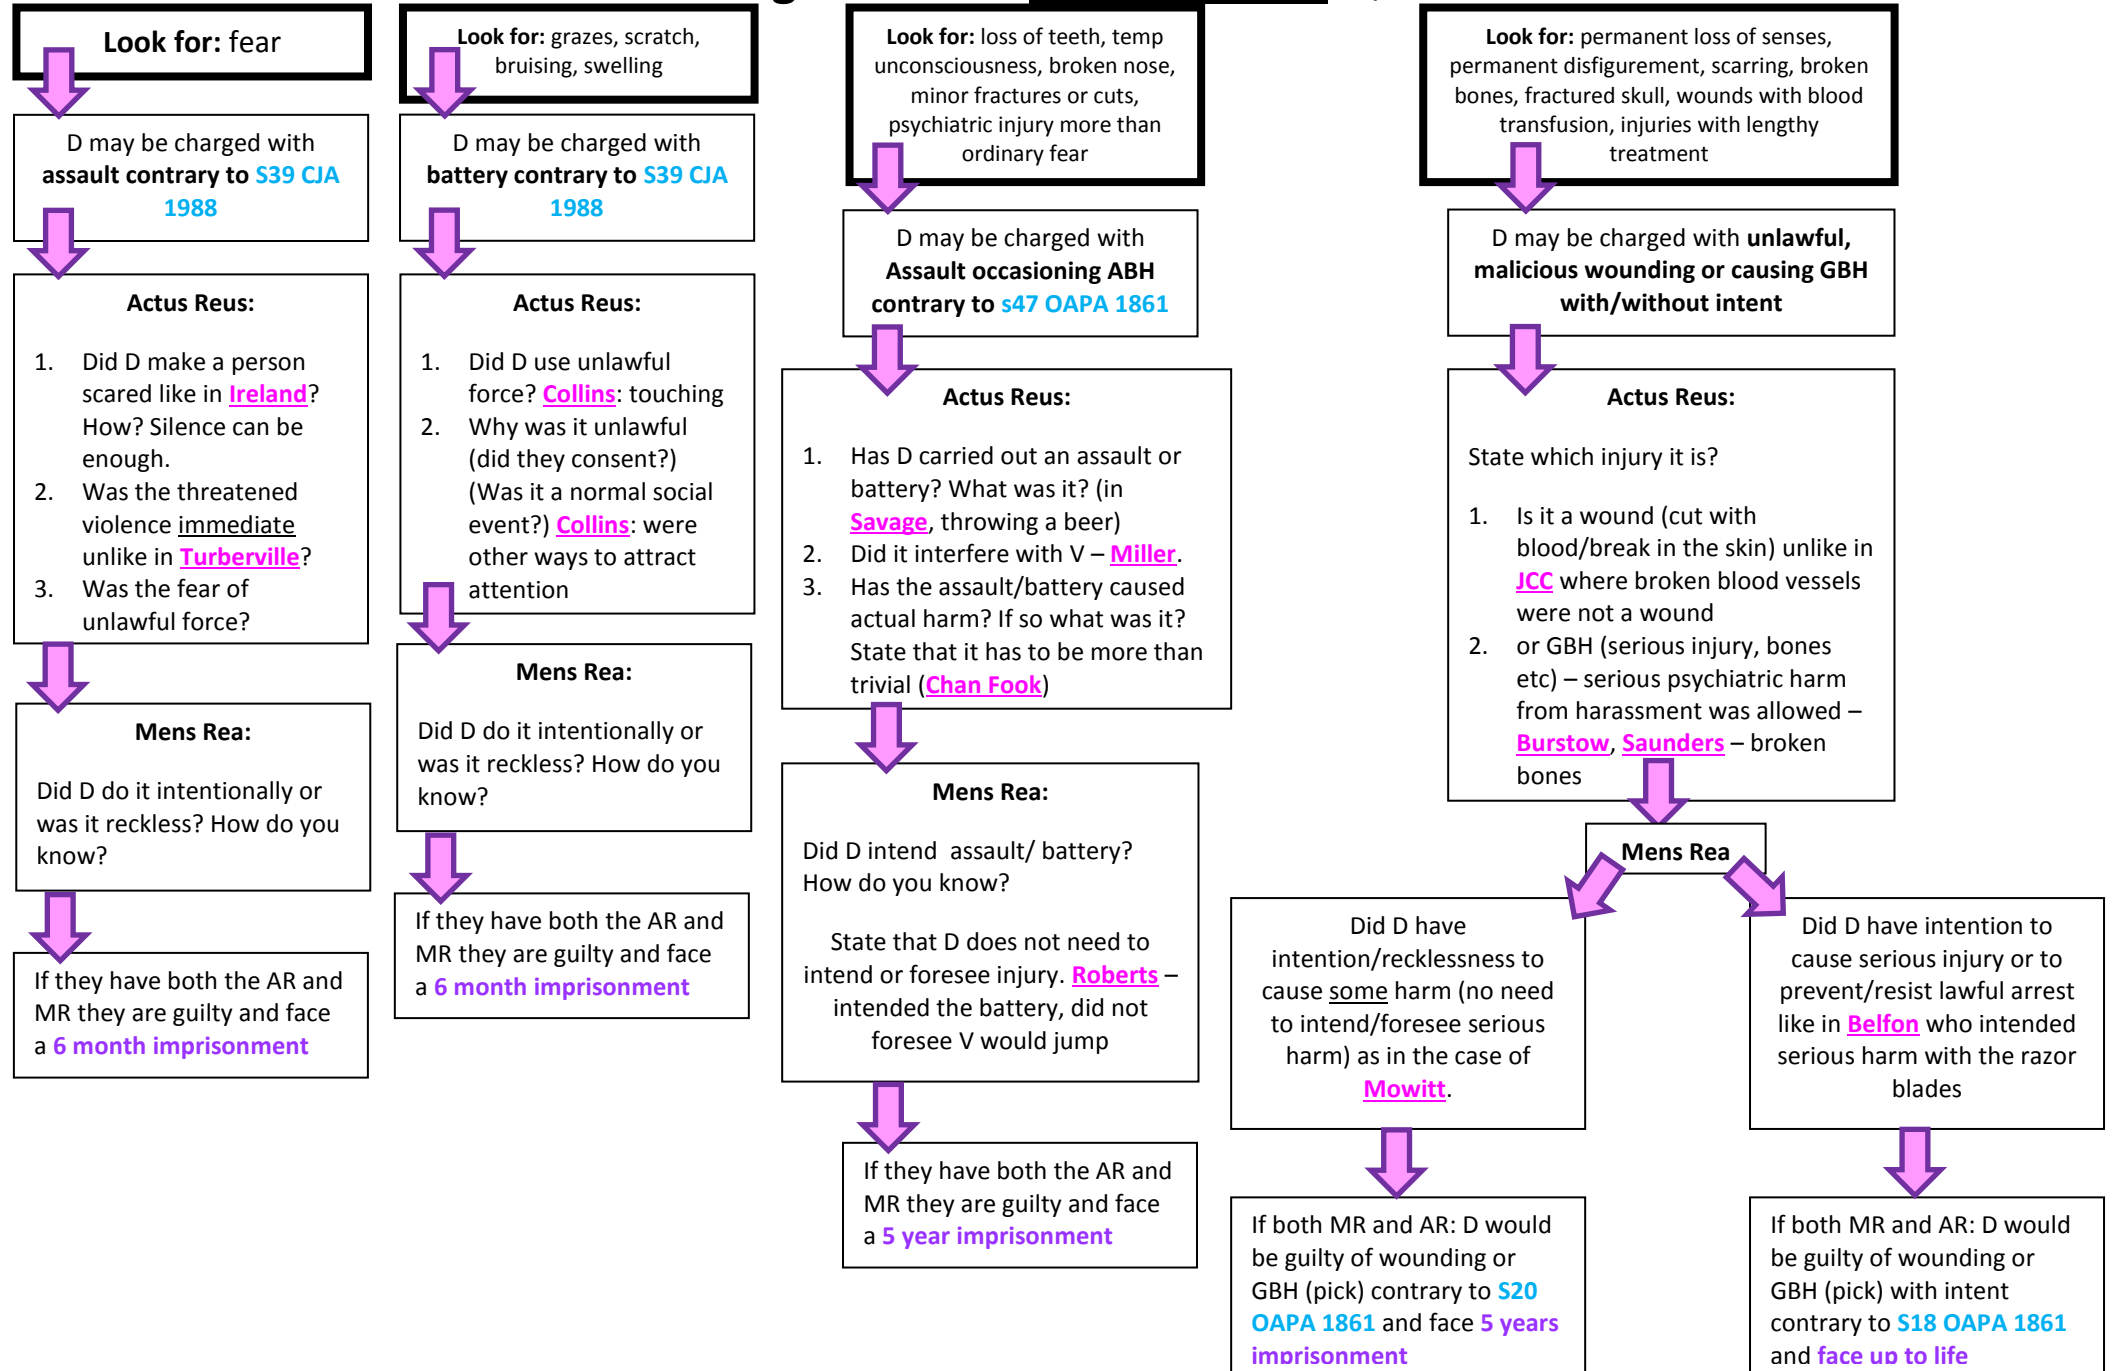 Look for: fear
D may be charged with
assault contrary to S39 CJA
1988
Actus Reus:
1. Did D make a person
scared like in Ireland?
How? Silence can be
enough.
2. Was the threatened
violence immediate
unlike in Turberville?
3. Was the fear of
unlawful force?
Mens Rea:
Did D do it intentionally or
was it reckless? How do you
know?
If they have both the AR and
MR they are guilty and face
a 6 month imprisonment
Look for: grazes, scratch,
bruising, swelling
D may be charged with
battery contrary to S39 CJA
1988
Actus Reus:
1. Did D use unlawful
force? Collins: touching
2. Why was it unlawful
(did they consent?)
(Was it a normal social
event?) Collins: were
other ways to attract
attention
Mens Rea:
Did D do it intentionally or
was it reckless? How do you
know?
If they have both the AR and
MR they are guilty and face
a 6 month imprisonment
Look for: loss of teeth, temp
unconsciousness, broken nose,
minor fractures or cuts,
psychiatric injury more than
ordinary fear
D may be charged with
Assault occasioning ABH
contrary to s47 OAPA 1861
Actus Reus:
1. Has D carried out an assault or
battery? What was it? (in
Savage, throwing a beer)
2. Did it interfere with V – Miller.
3. Has the assault/battery caused
actual harm? If so what was it?
State that it has to be more than
trivial (Chan Fook)
Mens Rea:
Did D intend  assault/ battery?
How do you know?
State that D does not need to
intend or foresee injury. Roberts –
intended the battery, did not
foresee V would jump
If they have both the AR and
MR they are guilty and face
a 5 year imprisonment
Look for: permanent loss of senses,
permanent disfigurement, scarring, broken
bones, fractured skull, wounds with blood
transfusion, injuries with lengthy
treatment
D may be charged with unlawful,
malicious wounding or causing GBH
with/without intent
Actus Reus:
State which injury it is?
1. Is it a wound (cut with
blood/break in the skin) unlike in
JCC where broken blood vessels
were not a wound
2. or GBH (serious injury, bones
etc) – serious psychiatric harm
from harassment was allowed –
Burstow, Saunders – broken
bones
Mens Rea
Did D have
intention/recklessness to
cause some harm (no need
to intend/foresee serious
harm) as in the case of
Mowitt.
If both MR and AR: D would
be guilty of wounding or
GBH (pick) contrary to S20
OAPA 1861 and face 5 years
imprisonment
Did D have intention to
cause serious injury or to
prevent/resist lawful arrest
like in Belfon who intended
serious harm with the razor
blades
If both MR and AR: D would
be guilty of wounding or
GBH (pick) with intent
contrary to S18 OAPA 1861
and face up to life